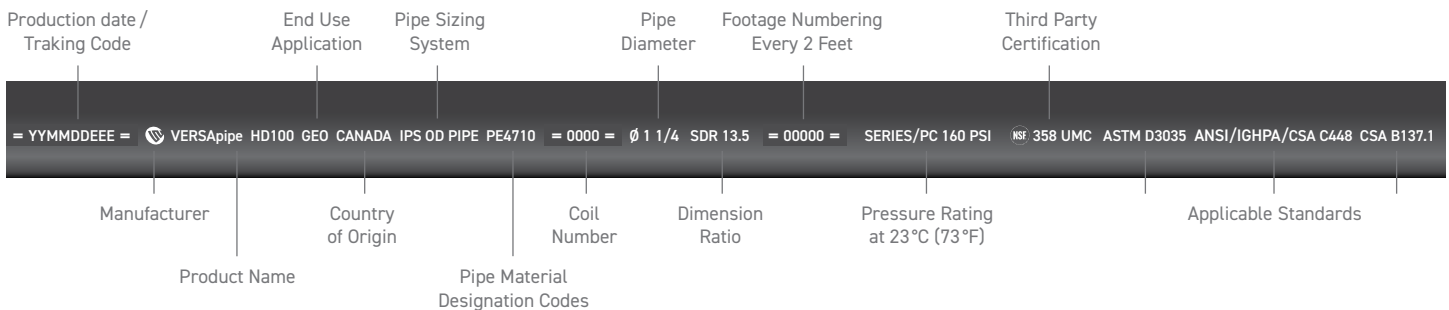 Production date / End Use Pipe Sizing Pipe Footage Numbering Third Party
Traking Code Application System Diameter Every 2 Feet Certification
= YYMMDDEEE = VERSApipe HD100 GEO CANADA IPS OD PIPE PE4710 = 0000 = Ø 1 1/4 SDR 13.5 = 00000 = SERIES/PC 160 PSI NSF 358 UMC ASTM D3035 ANSI/IGHPA/CSA C448 CSA B137.1
Manufacturer Country Coil Dimension Pressure Rating Applicable Standards
of Origin Number Ratio at 23°C (73°F)
Product Name Pipe Material
Designation Codes